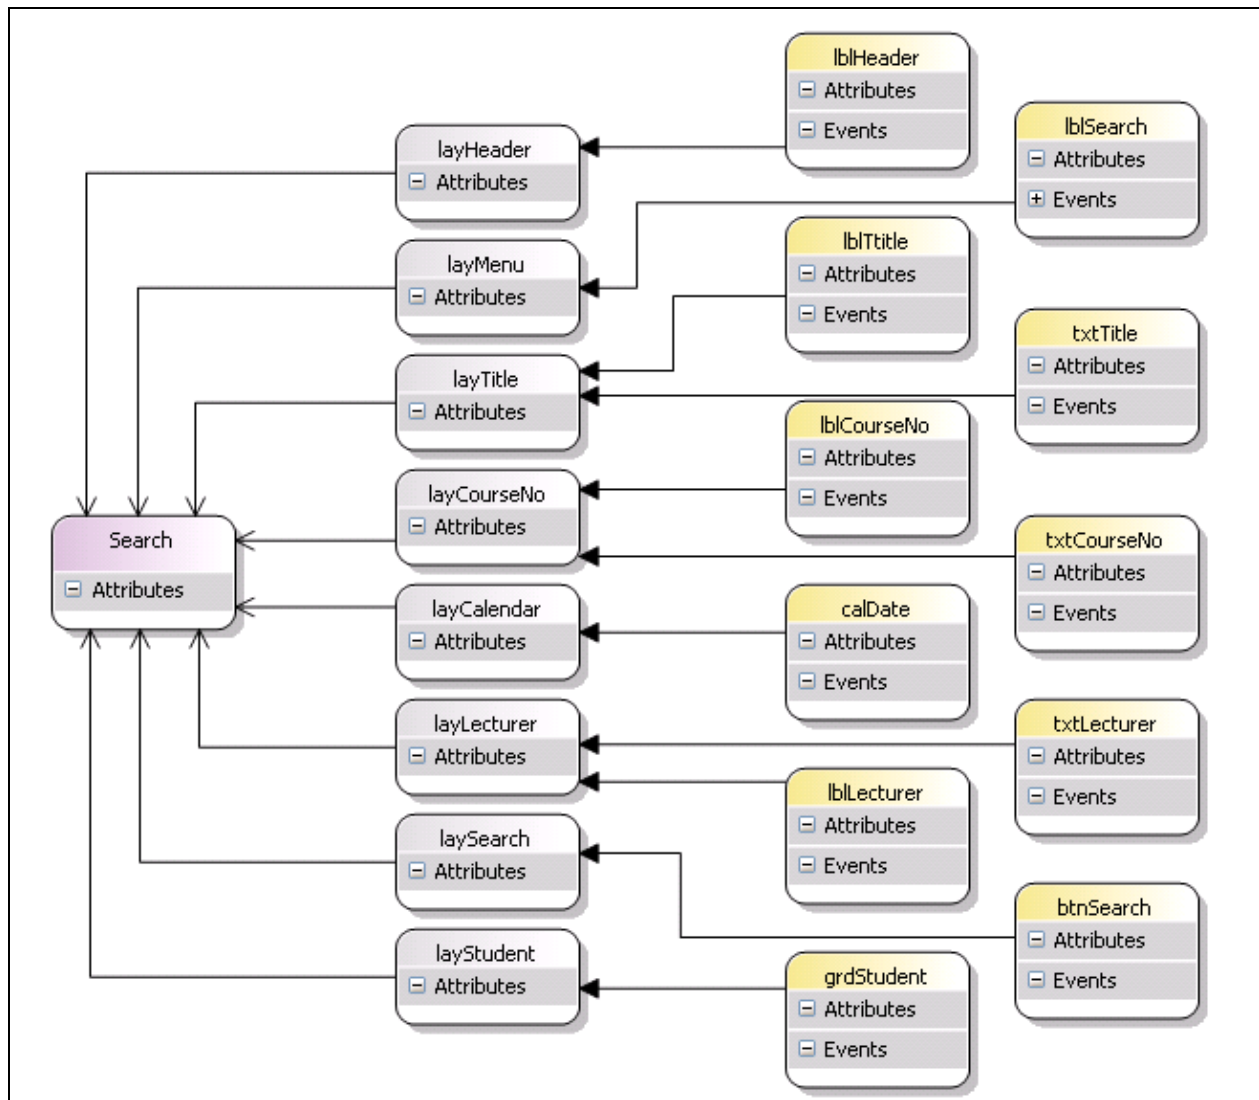 lblHeader
Attributes
Events
lblSearch
Attributes
Events
layHeader
Attributes
lblTtitle
Attributes
Events
layMenu
Attributes
txtTitle
Attributes
Events
layTitle
Attributes
lblCourseNo
Attributes
Events
layCourseNo
Attributes
Search
Attributes
txtCourseNo
Attributes
Events
layCalendar
Attributes
calDate
Attributes
Events
layLecturer
Attributes
txtLecturer
Attributes
Events
lblLecturer
Attributes
Events
laySearch
Attributes
btnSearch
Attributes
Events
layStudent
Attributes
grdStudent
Attributes
Events